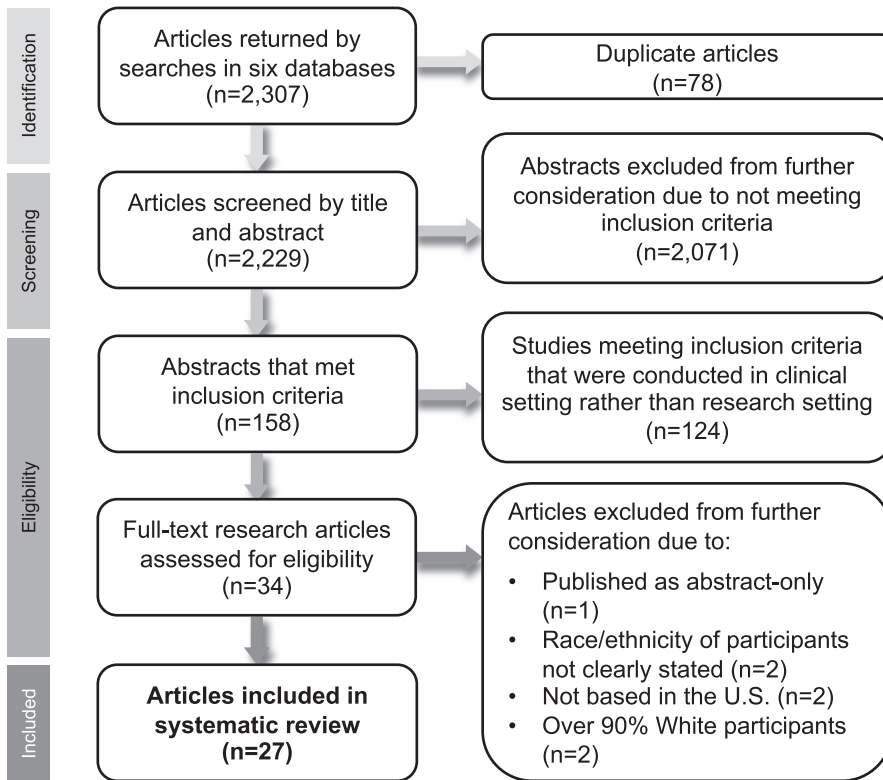 Identification
Articles returned by
searches in six databases
(n=2,307)
Duplicate articles
(n=78)
Screening
Articles screened by title
and abstract
(n=2,229)
Abstracts excluded from further
consideration due to not meeting
inclusion criteria
(n=2,071)
Eligibility
Abstracts that met
inclusion criteria
(n=158)
Studies meeting inclusion criteria
that were conducted in clinical
setting rather than research setting
(n=124)
Full-text research articles
assessed for eligibility
(n=34)
Articles excluded from further
consideration due to:
• Published as abstract-only
(n=1)
• Race/ethnicity of participants
not clearly stated (n=2)
• Not based in the U.S. (n=2)
• Over 90% White participants
(n=2)
Included
Articles included in
systematic review
(n=27)